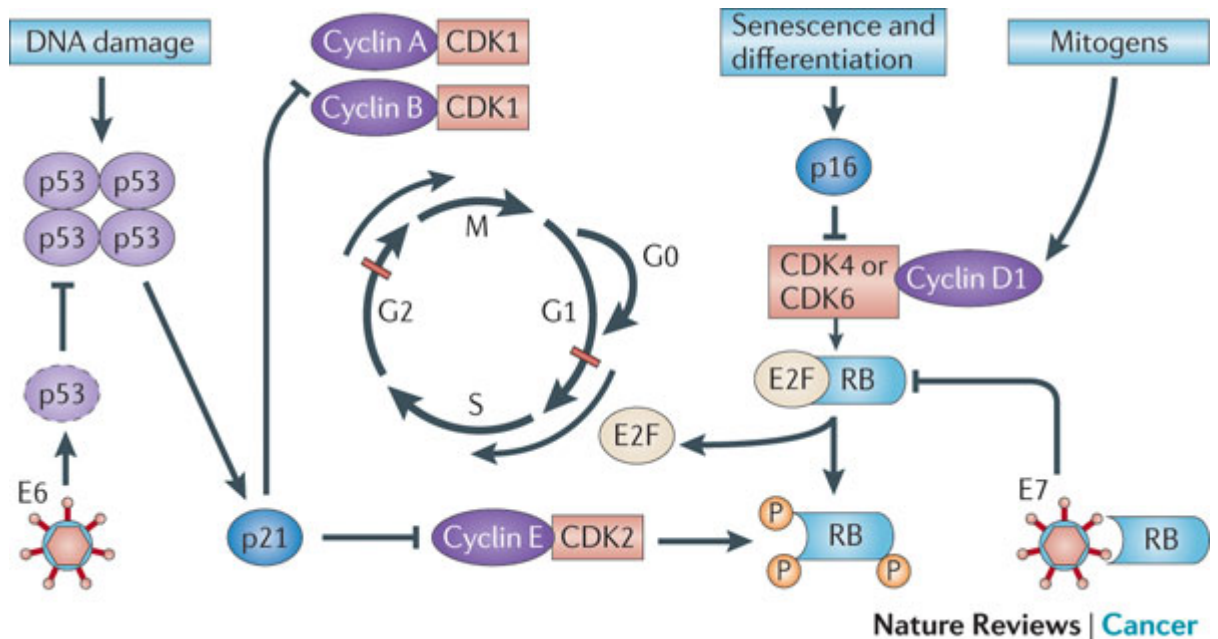 DNA damage
Cyclin A CDK1
Cyclin B CDK1
Senescence and
differentiation
Mitogens
p53 p53
p53 p53
p16
M
G0
G1
G2
S
CDK4 or
CDK6
Cyclin D1
p53
E2F RB
E2F
E6
E7
p21
Cyclin E CDK2
P
RB
P
P
RB
Nature Reviews | Cancer